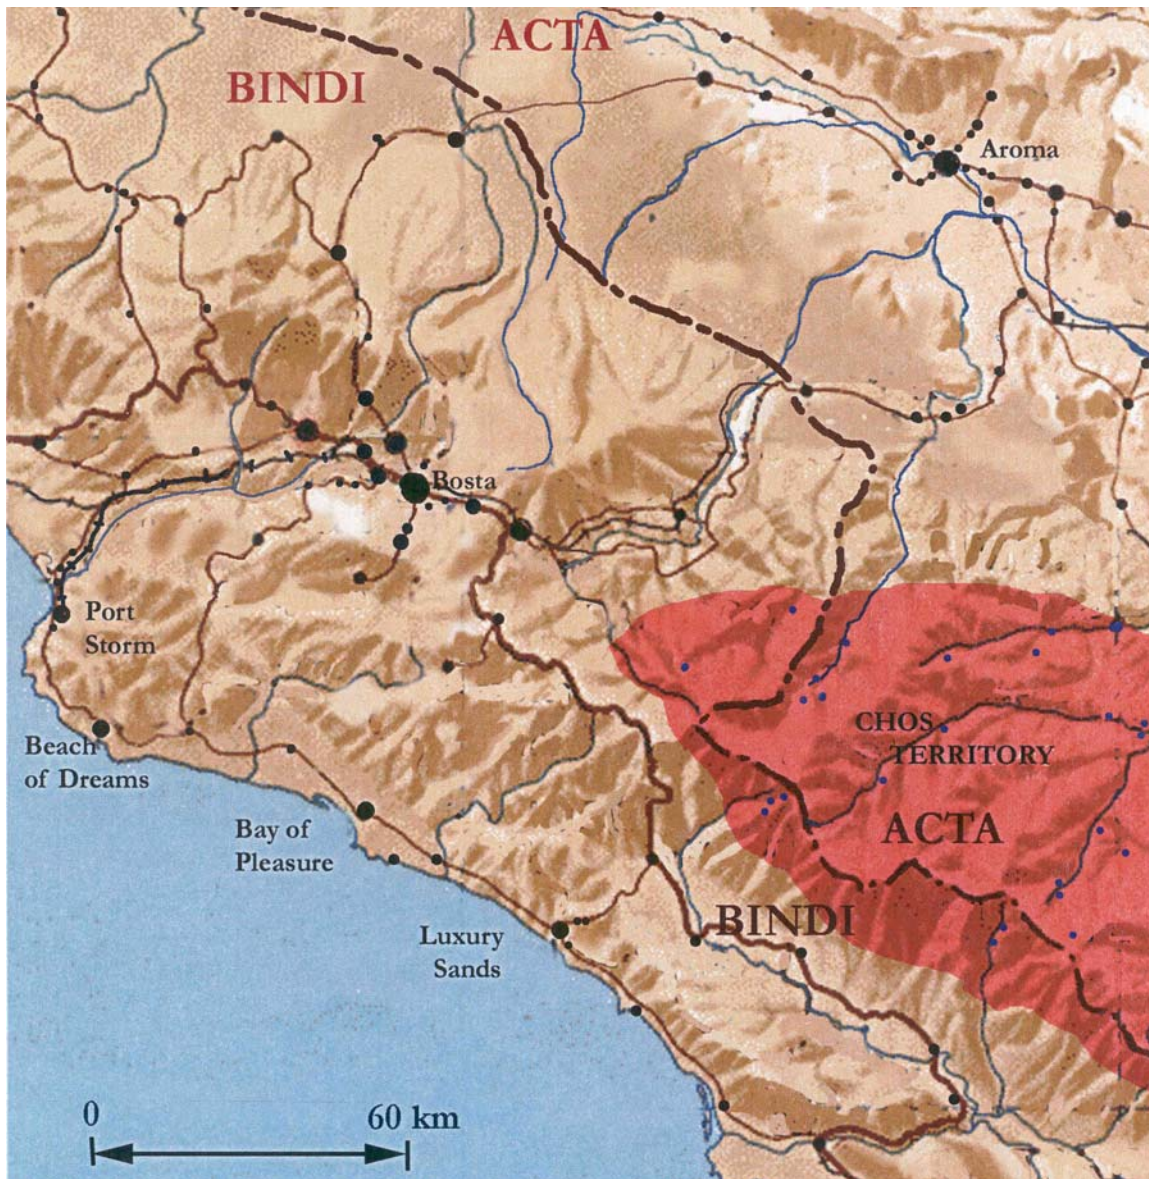 ACTA
BINDI
Aroma
Bosta
Port
Storm
Beach
of Dreams
CHOS
TERRITORY
Bay of
Pleasure
ACTA
BINDI
Luxury
Sands
0 60 km